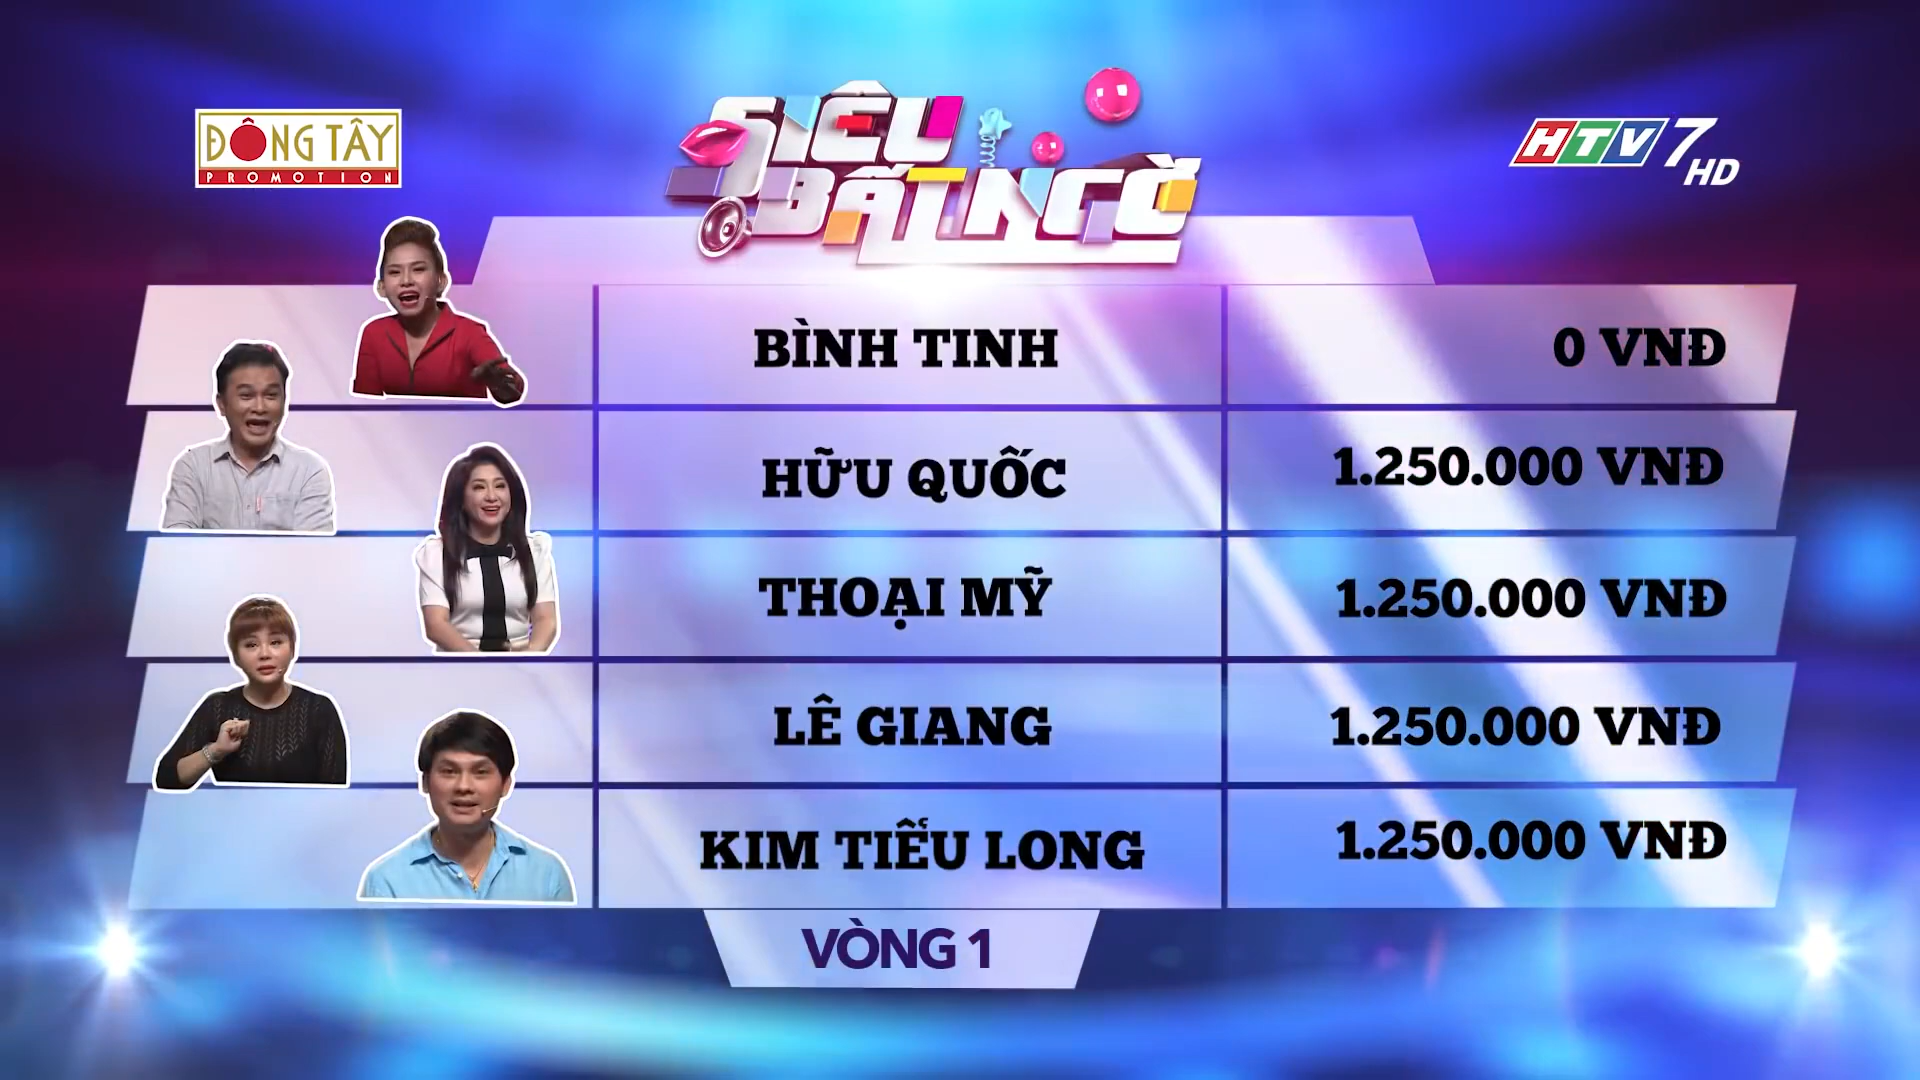 ĐÔNG TÂY
PROMOTION
SIÊU
BẤT NGỜ
HTV7
HD
BÌNH TINH 0 VNĐ
HỮU QUỐC 1.250.000 VNĐ
THOẠI MỸ 1.250.000 VNĐ
LÊ GIANG 1.250.000 VNĐ
KIM TIỂU LONG 1.250.000 VNĐ
VÒNG 1